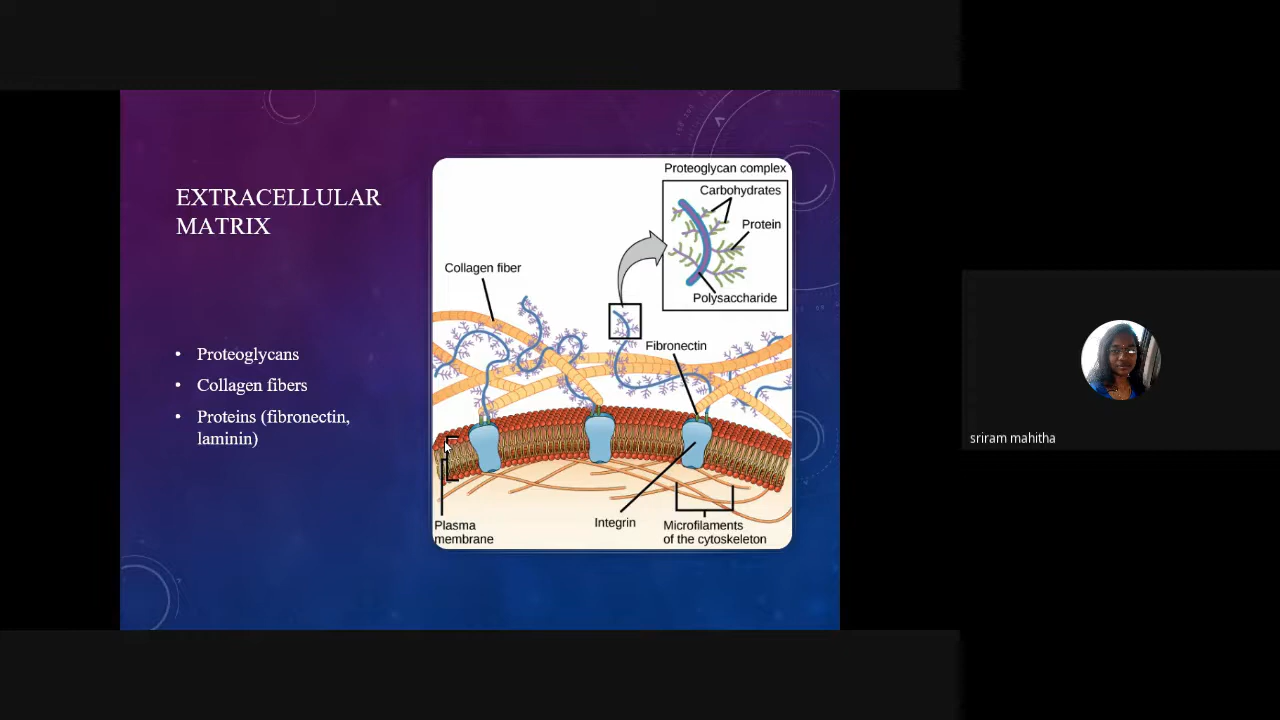 EXTRACELLULAR
MATRIX
• Proteoglycans
• Collagen fibers
• Proteins (fibronectin,
laminin)
Proteoglycan complex
Carbohydrates
Protein
Polysaccharide
Collagen fiber
Fibronectin
Plasma
membrane
Integrin
Microfilaments
of the cytoskeleton
sriram mahitha